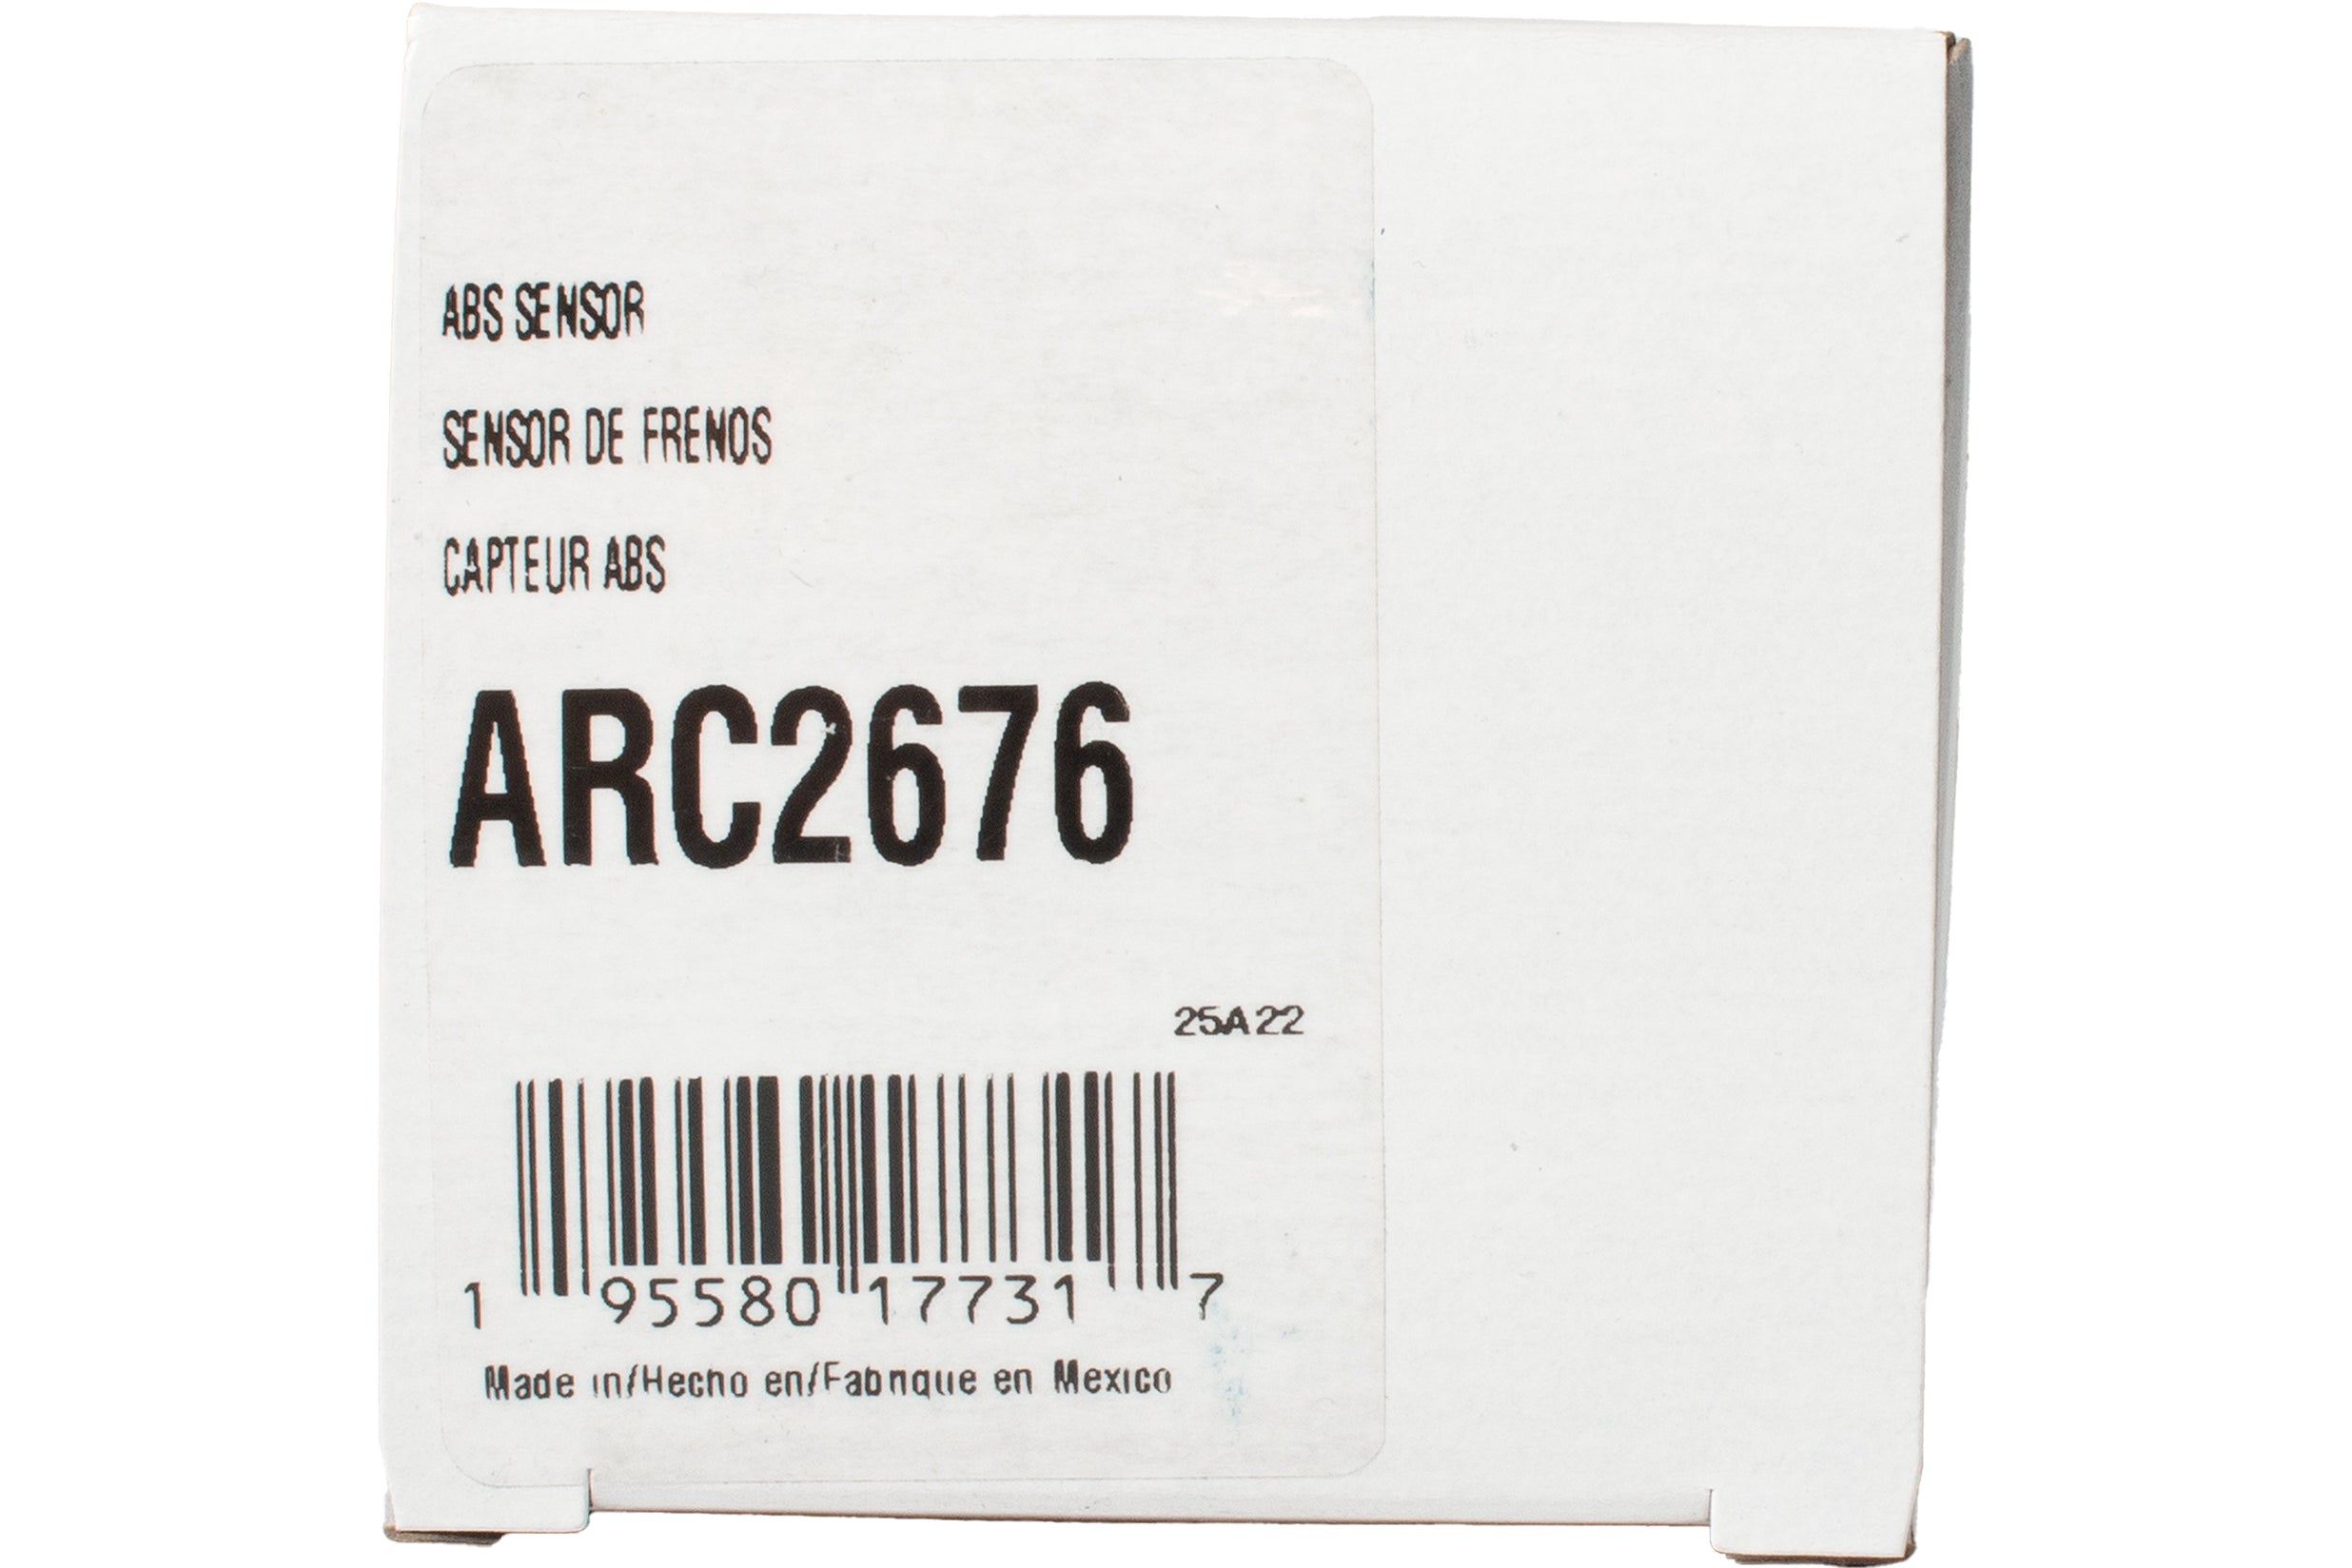 ABS SENSOR
SENSOR DE FRENOS
CAPTEUR ABS
ARC2676
25A22
1 95580 17731 7
Made in/Hecho en/Fabrique en Mexico